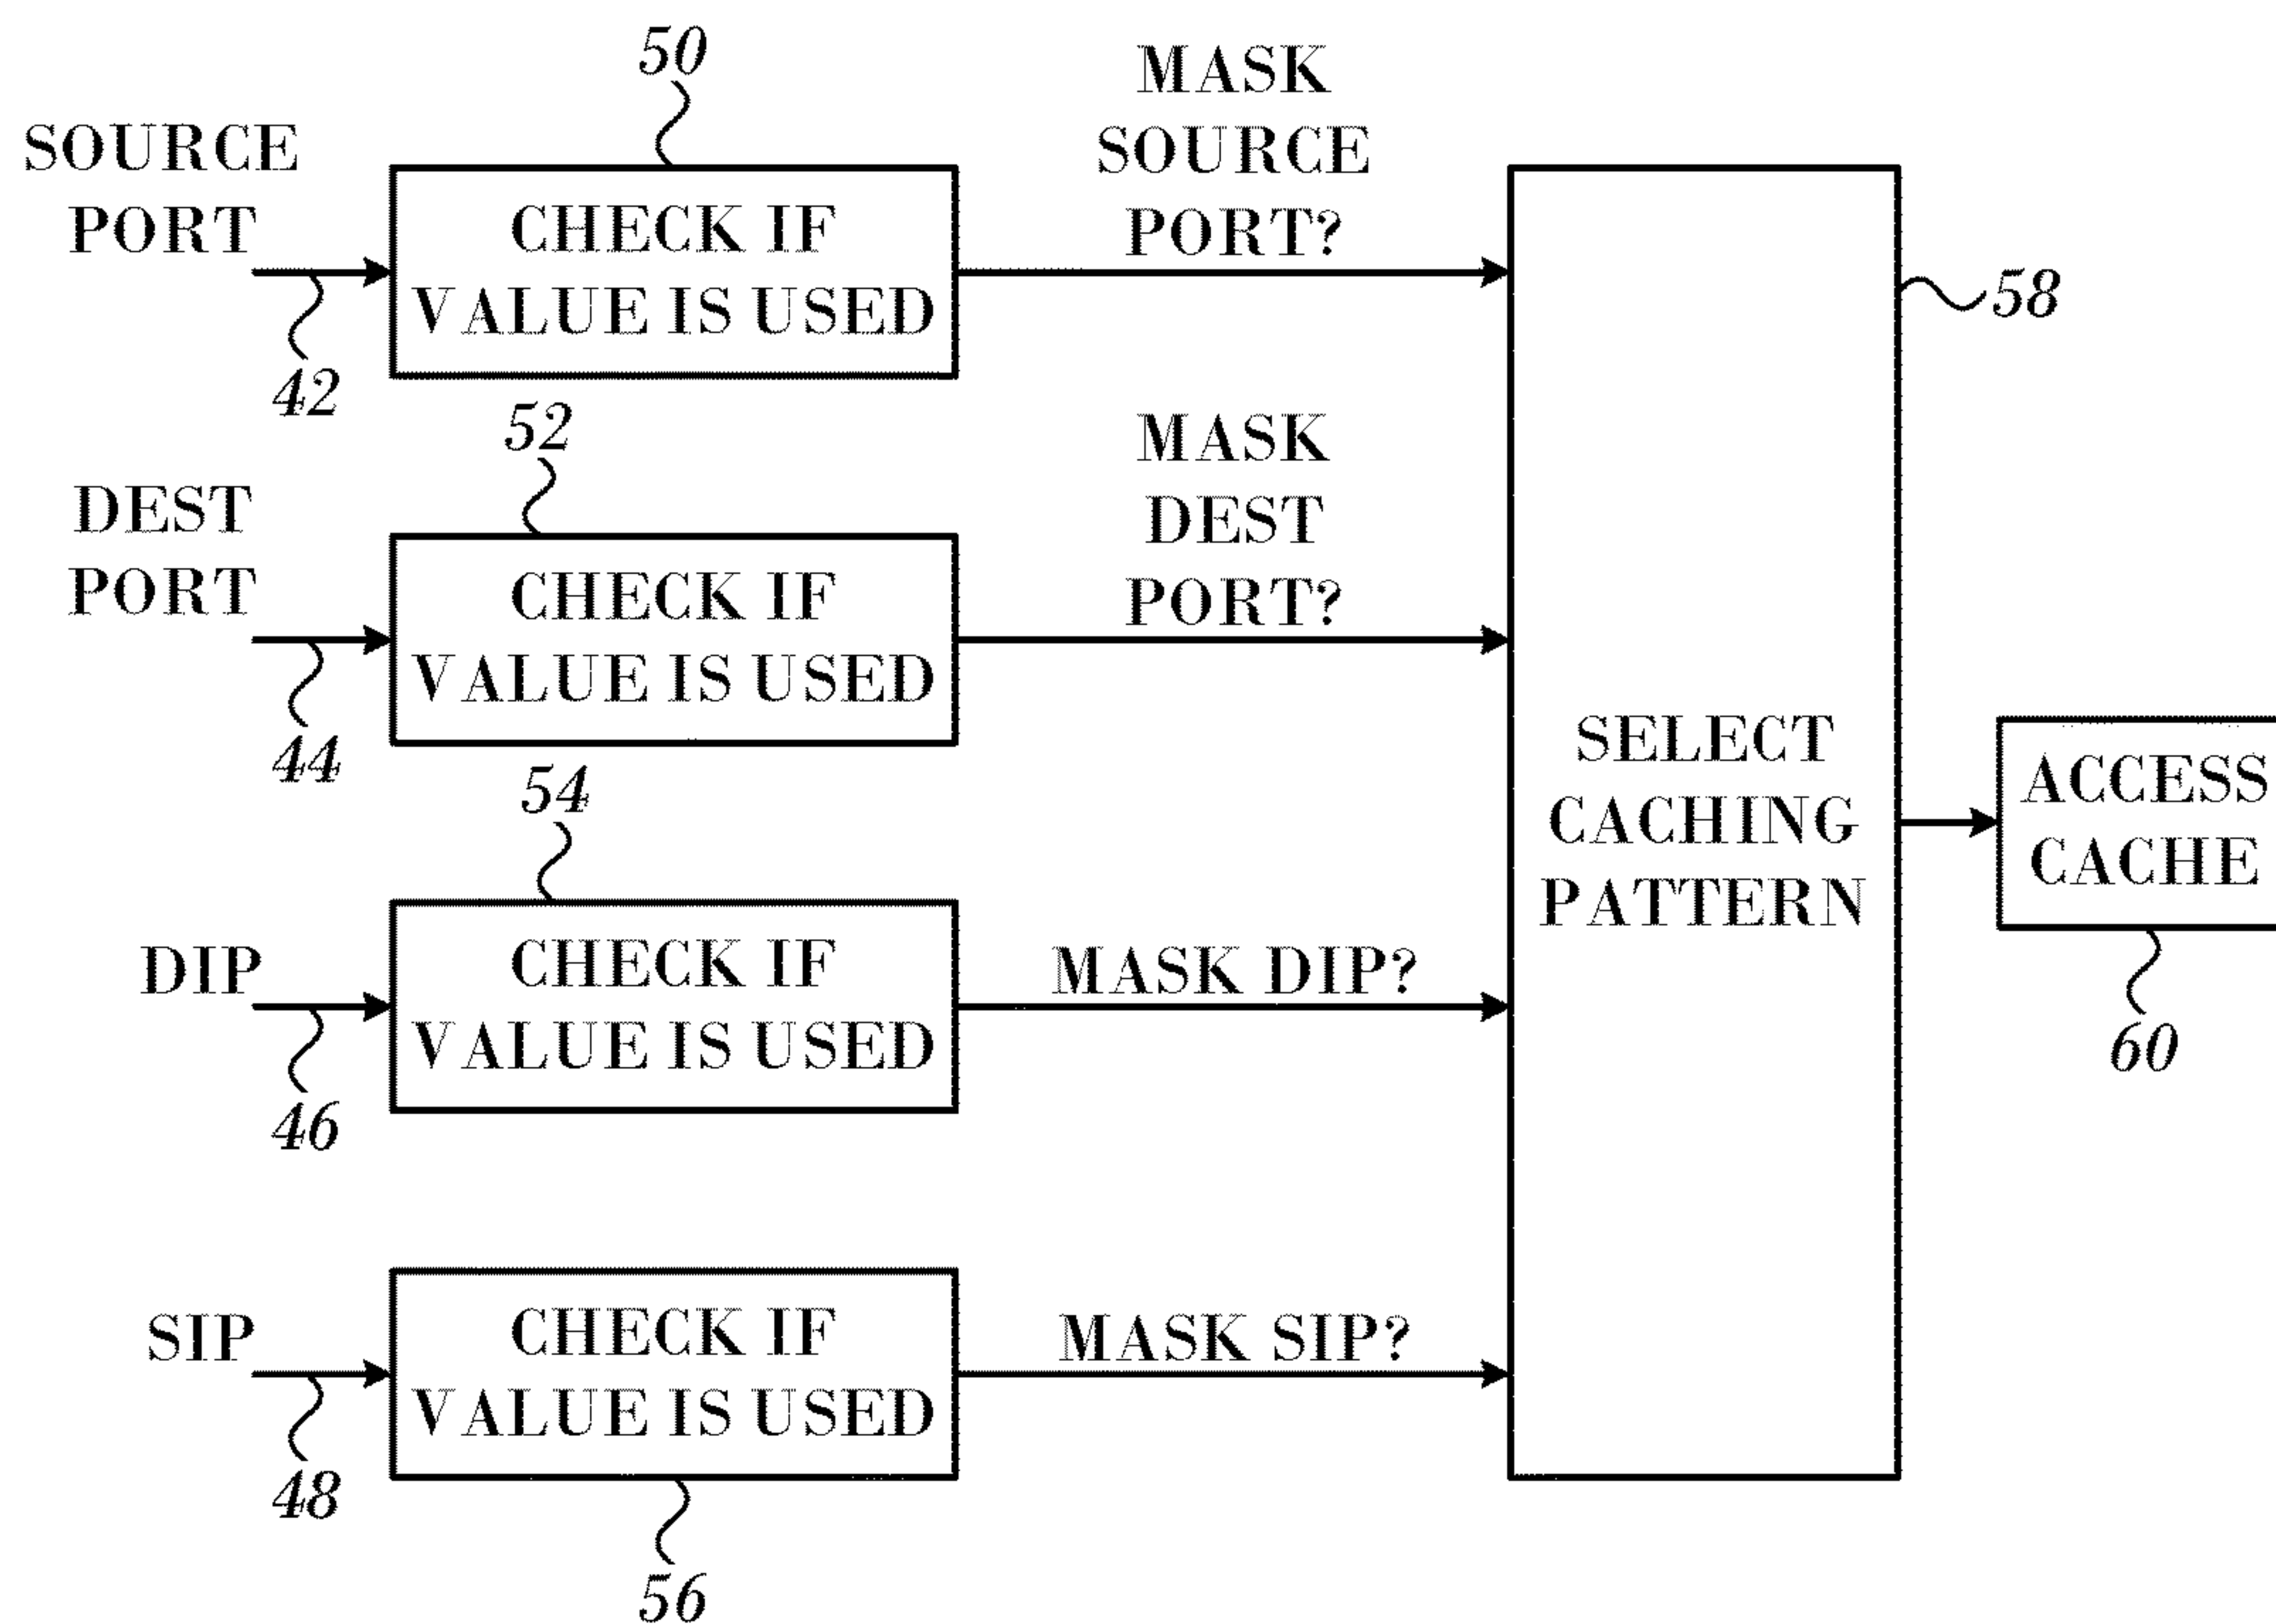 50
MASK
SOURCE
PORT?
SOURCE
PORT
CHECK IF
VALUE IS USED
42
58
52
MASK
DEST
PORT?
DEST
PORT
CHECK IF
VALUE IS USED
44
SELECT
CACHING
PATTERN
ACCESS
CACHE
60
54
DIP
CHECK IF
VALUE IS USED
MASK DIP?
46
SIP
CHECK IF
VALUE IS USED
MASK SIP?
48
56